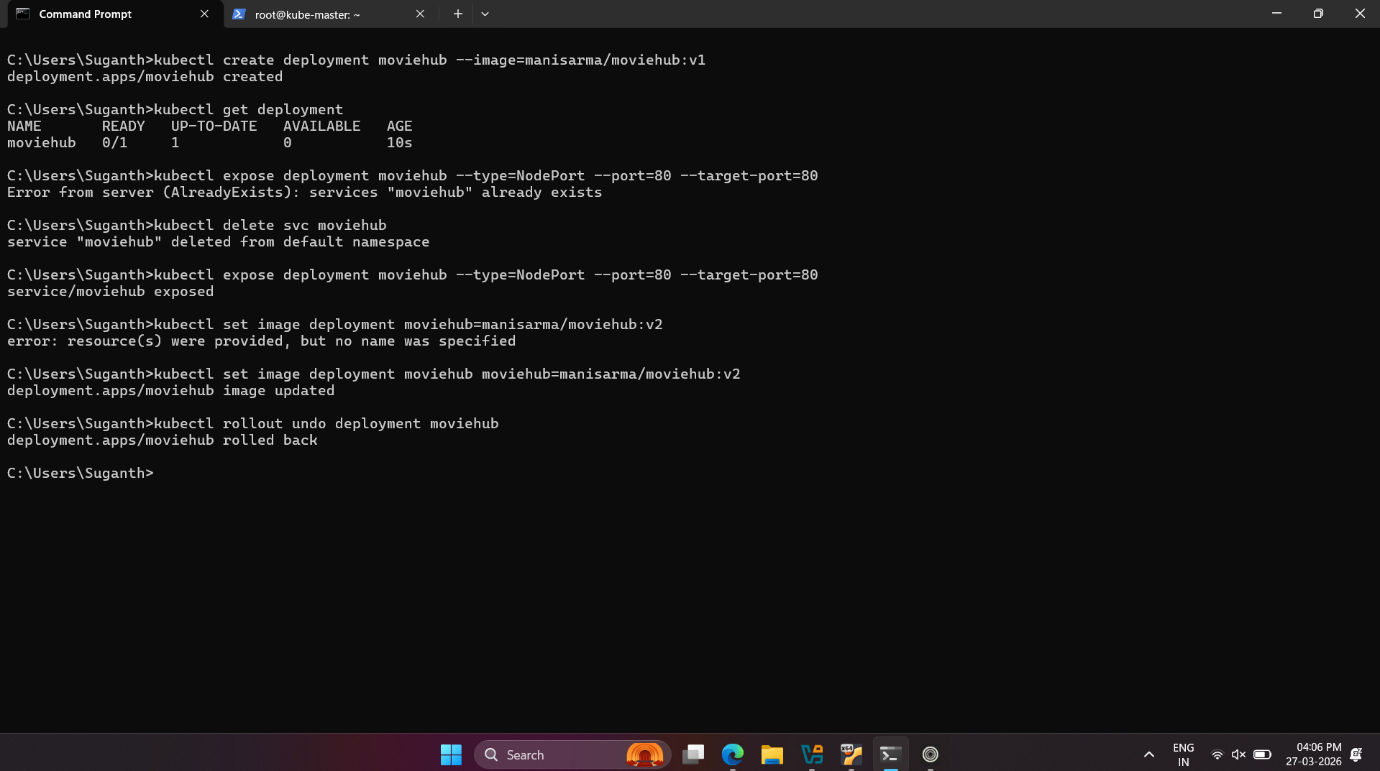 Command Prompt
root@kube-master: ~
C:\Users\Suganth>kubectl create deployment moviehub --image=manisarma/moviehub:v1
deployment.apps/moviehub created
C:\Users\Suganth>kubectl get deployment
NAME       READY   UP-TO-DATE   AVAILABLE   AGE
moviehub   0/1     1            0           10s
C:\Users\Suganth>kubectl expose deployment moviehub --type=NodePort --port=80 --target-port=80
Error from server (AlreadyExists): services "moviehub" already exists
C:\Users\Suganth>kubectl delete svc moviehub
service "moviehub" deleted from default namespace
C:\Users\Suganth>kubectl expose deployment moviehub --type=NodePort --port=80 --target-port=80
service/moviehub exposed
C:\Users\Suganth>kubectl set image deployment moviehub=manisarma/moviehub:v2
error: resource(s) were provided, but no name was specified
C:\Users\Suganth>kubectl set image deployment moviehub moviehub=manisarma/moviehub:v2
deployment.apps/moviehub image updated
C:\Users\Suganth>kubectl rollout undo deployment moviehub
deployment.apps/moviehub rolled back
C:\Users\Suganth>
Search
ENG
IN
04:06 PM
27-03-2026